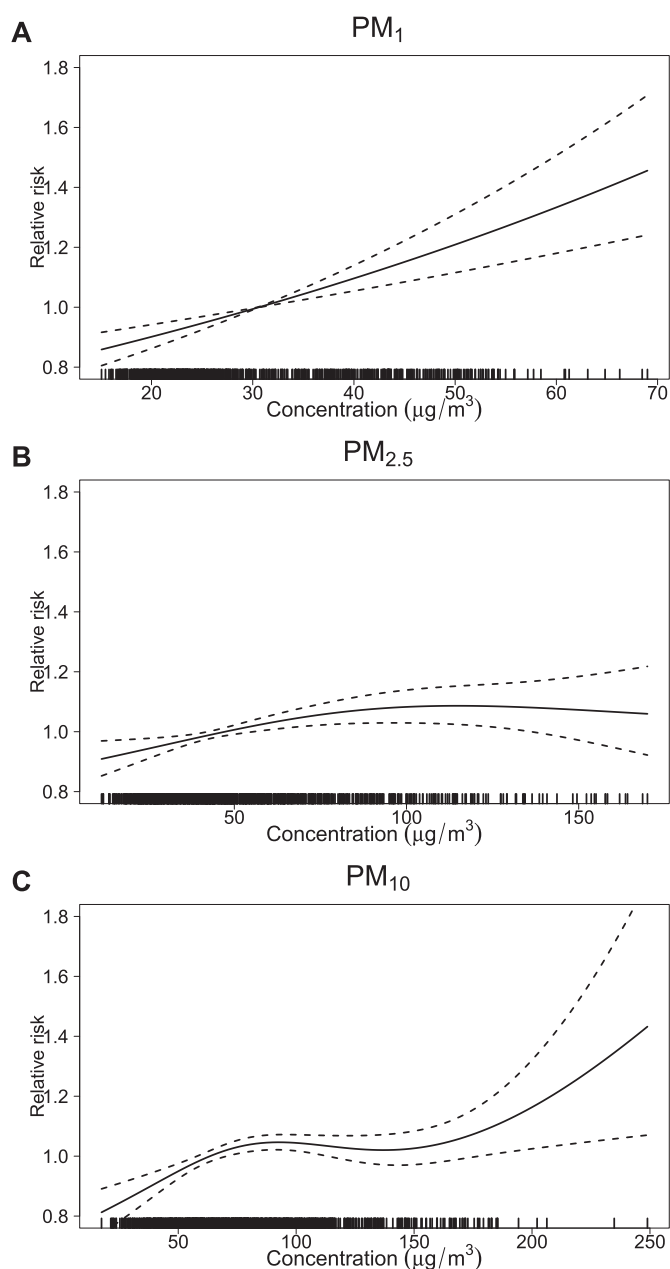 A
PM₁
1.8
1.6
1.4
1.2
1.0
0.8
Relative risk
20 30 40 50 60 70
Concentration (μg/m³)
B
PM₂.₅
1.8
1.6
1.4
1.2
1.0
0.8
Relative risk
50 100 150
Concentration (μg/m³)
C
PM₁₀
1.8
1.6
1.4
1.2
1.0
0.8
Relative risk
50 100 150 200 250
Concentration (μg/m³)